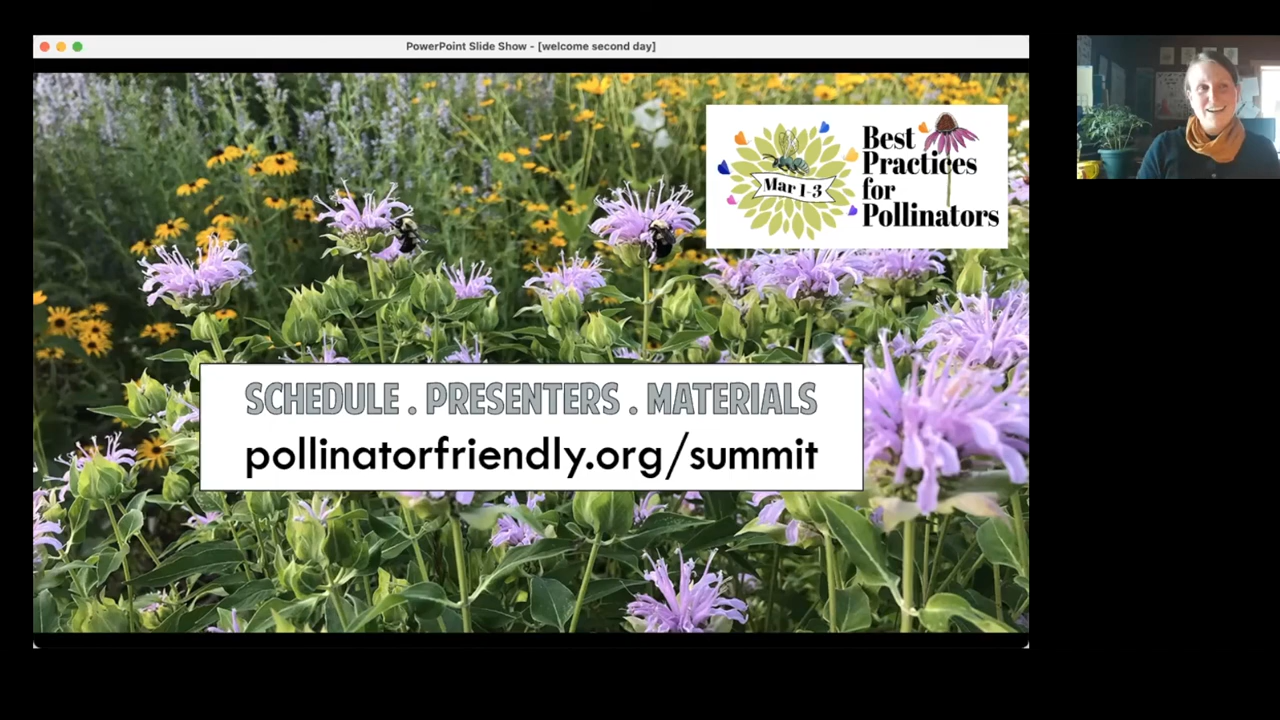 PowerPoint Slide Show - [welcome second day]
Mar 1-3
Best
Practices
for
Pollinators
SCHEDULE . PRESENTERS . MATERIALS
pollinatorfriendly.org/summit